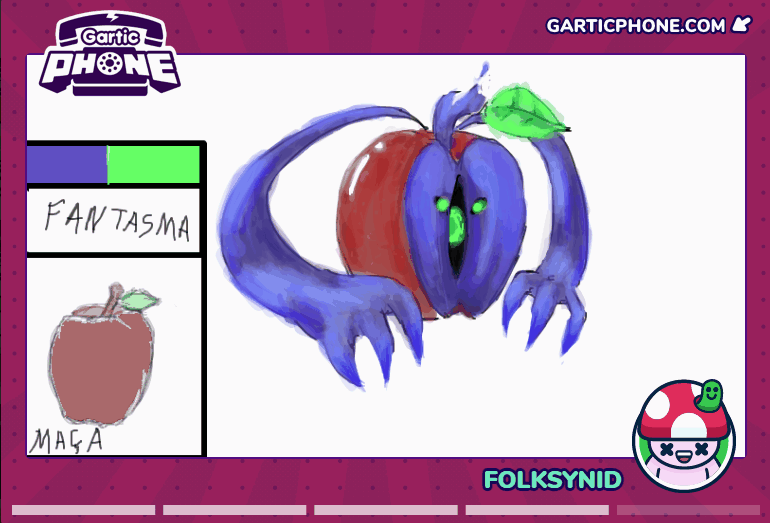 Gartic
PHONE
GARTICPHONE.COM
FANTASMA
MAÇA
FOLKSYNID